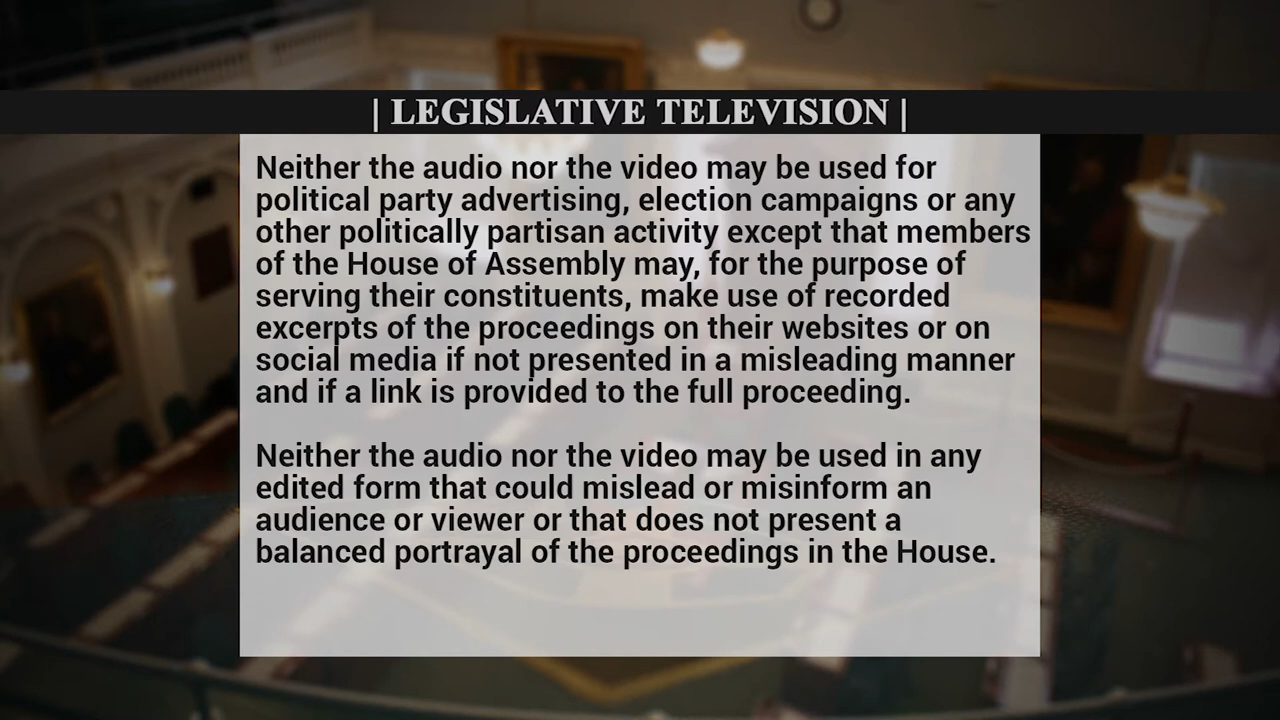 | LEGISLATIVE TELEVISION |
Neither the audio nor the video may be used for
political party advertising, election campaigns or any
other politically partisan activity except that members
of the House of Assembly may, for the purpose of
serving their constituents, make use of recorded
excerpts of the proceedings on their websites or on
social media if not presented in a misleading manner
and if a link is provided to the full proceeding.
Neither the audio nor the video may be used in any
edited form that could mislead or misinform an
audience or viewer or that does not present a
balanced portrayal of the proceedings in the House.